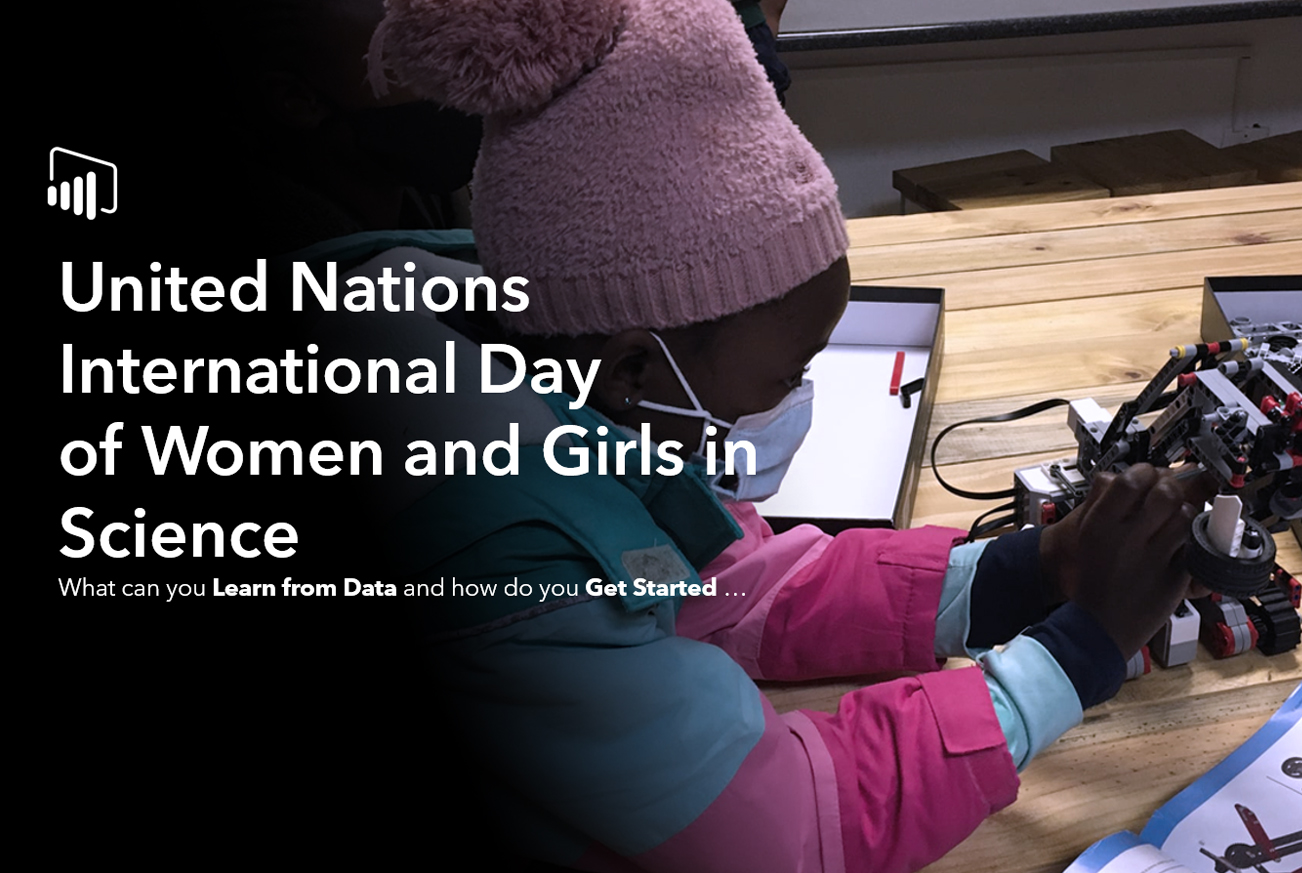 United Nations
International Day
of Women and Girls in
Science
What can you Learn from Data and how do you Get Started ...